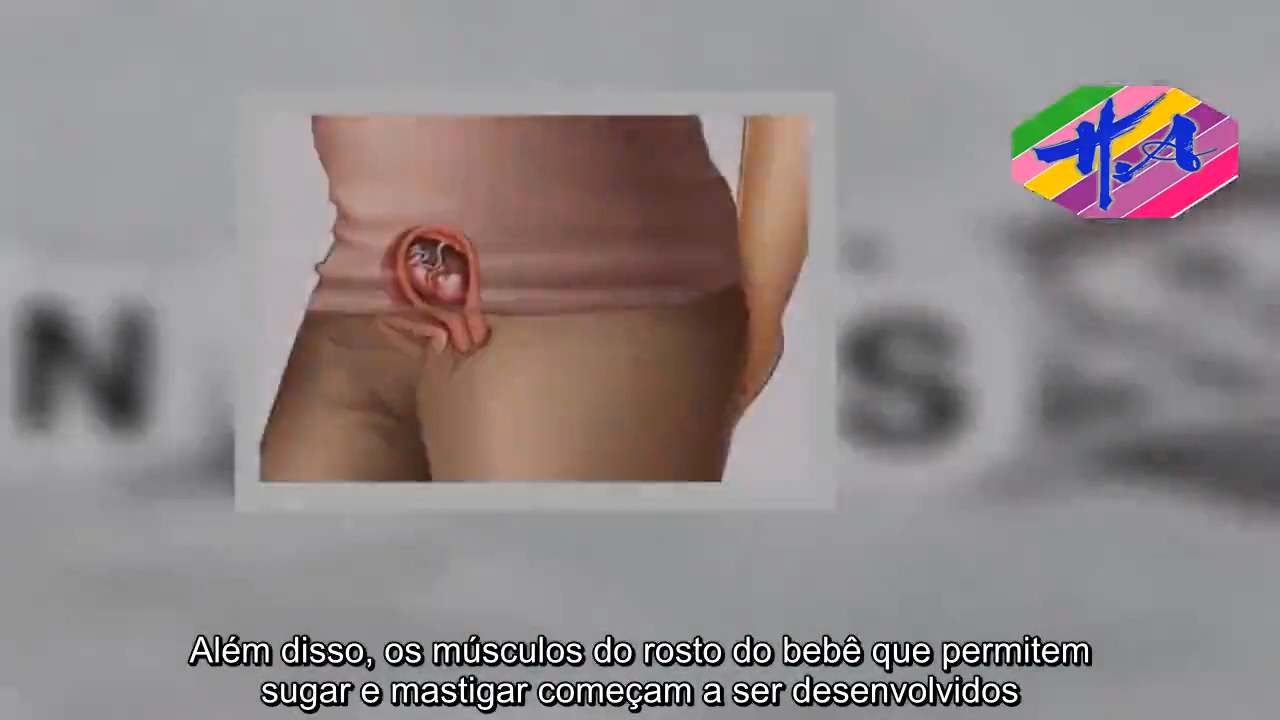 H.A
N
S
Além disso, os músculos do rosto do bebê que permitem
sugar e mastigar começam a ser desenvolvidos